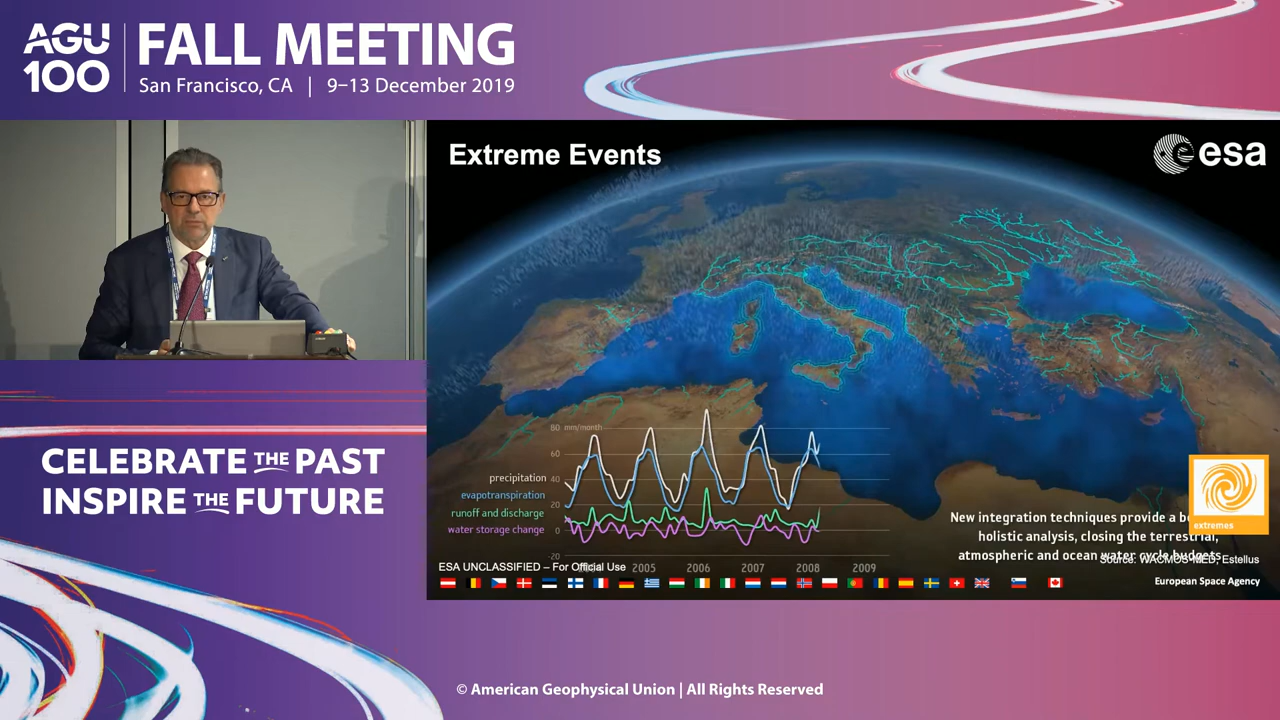 AGU
100
FALL MEETING
San Francisco, CA | 9–13 December 2019
Extreme Events
esa
CELEBRATE THE PAST
INSPIRE THE FUTURE
80 mm/month
60
40
20
0
-20
precipitation
evapotranspiration
runoff and discharge
water storage change
2005 2006 2007 2008 2009
New integration techniques provide a
holistic analysis, closing the terrestrial,
atmospheric and ocean water cycle budgets
extremes
Source: WACMOS-MED, Estellus
ESA UNCLASSIFIED – For Official Use
European Space Agency
© American Geophysical Union | All Rights Reserved